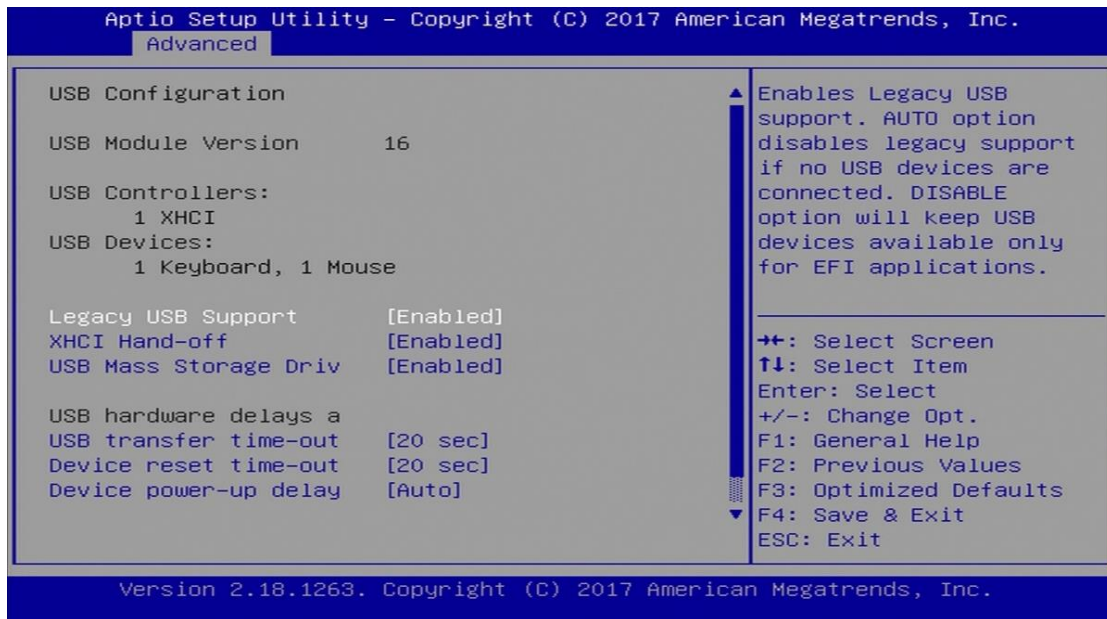 Aptio Setup Utility – Copyright (C) 2017 American Megatrends, Inc.
Advanced
USB Configuration
USB Module Version 16
USB Controllers:
1 XHCI
USB Devices:
1 Keyboard, 1 Mouse
Legacy USB Support [Enabled]
XHCI Hand-off [Enabled]
USB Mass Storage Driv [Enabled]
USB hardware delays a
USB transfer time-out [20 sec]
Device reset time-out [20 sec]
Device power-up delay [Auto]
Enables Legacy USB
support. AUTO option
disables legacy support
if no USB devices are
connected. DISABLE
option will keep USB
devices available only
for EFI applications.
→←: Select Screen
↑↓: Select Item
Enter: Select
+/-: Change Opt.
F1: General Help
F2: Previous Values
F3: Optimized Defaults
F4: Save & Exit
ESC: Exit
Version 2.18.1263. Copyright (C) 2017 American Megatrends, Inc.